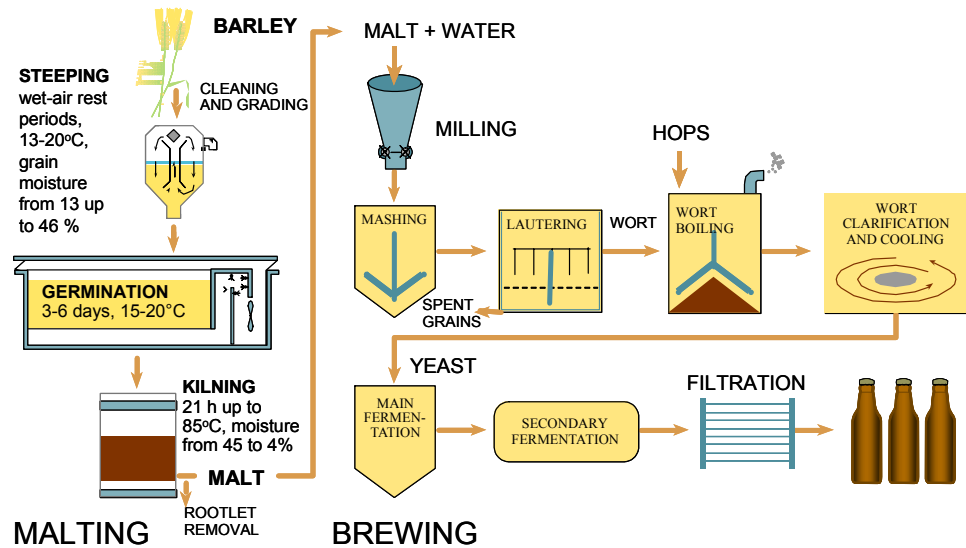 BARLEY
STEEPING
wet-air rest
periods,
13-20ºC,
grain
moisture
from 13 up
to 46 %
CLEANING
AND GRADING
GERMINATION
3-6 days, 15-20°C
KILNING
21 h up to
85ºC, moisture
from 45 to 4%
MALT
ROOTLET
REMOVAL
MALTING
MALT + WATER
MILLING
MASHING
LAUTERING
SPENT
GRAINS
WORT
HOPS
WORT
BOILING
WORT
CLARIFICATION
AND COOLING
YEAST
MAIN
FERMEN-
TATION
SECONDARY
FERMENTATION
FILTRATION
BREWING